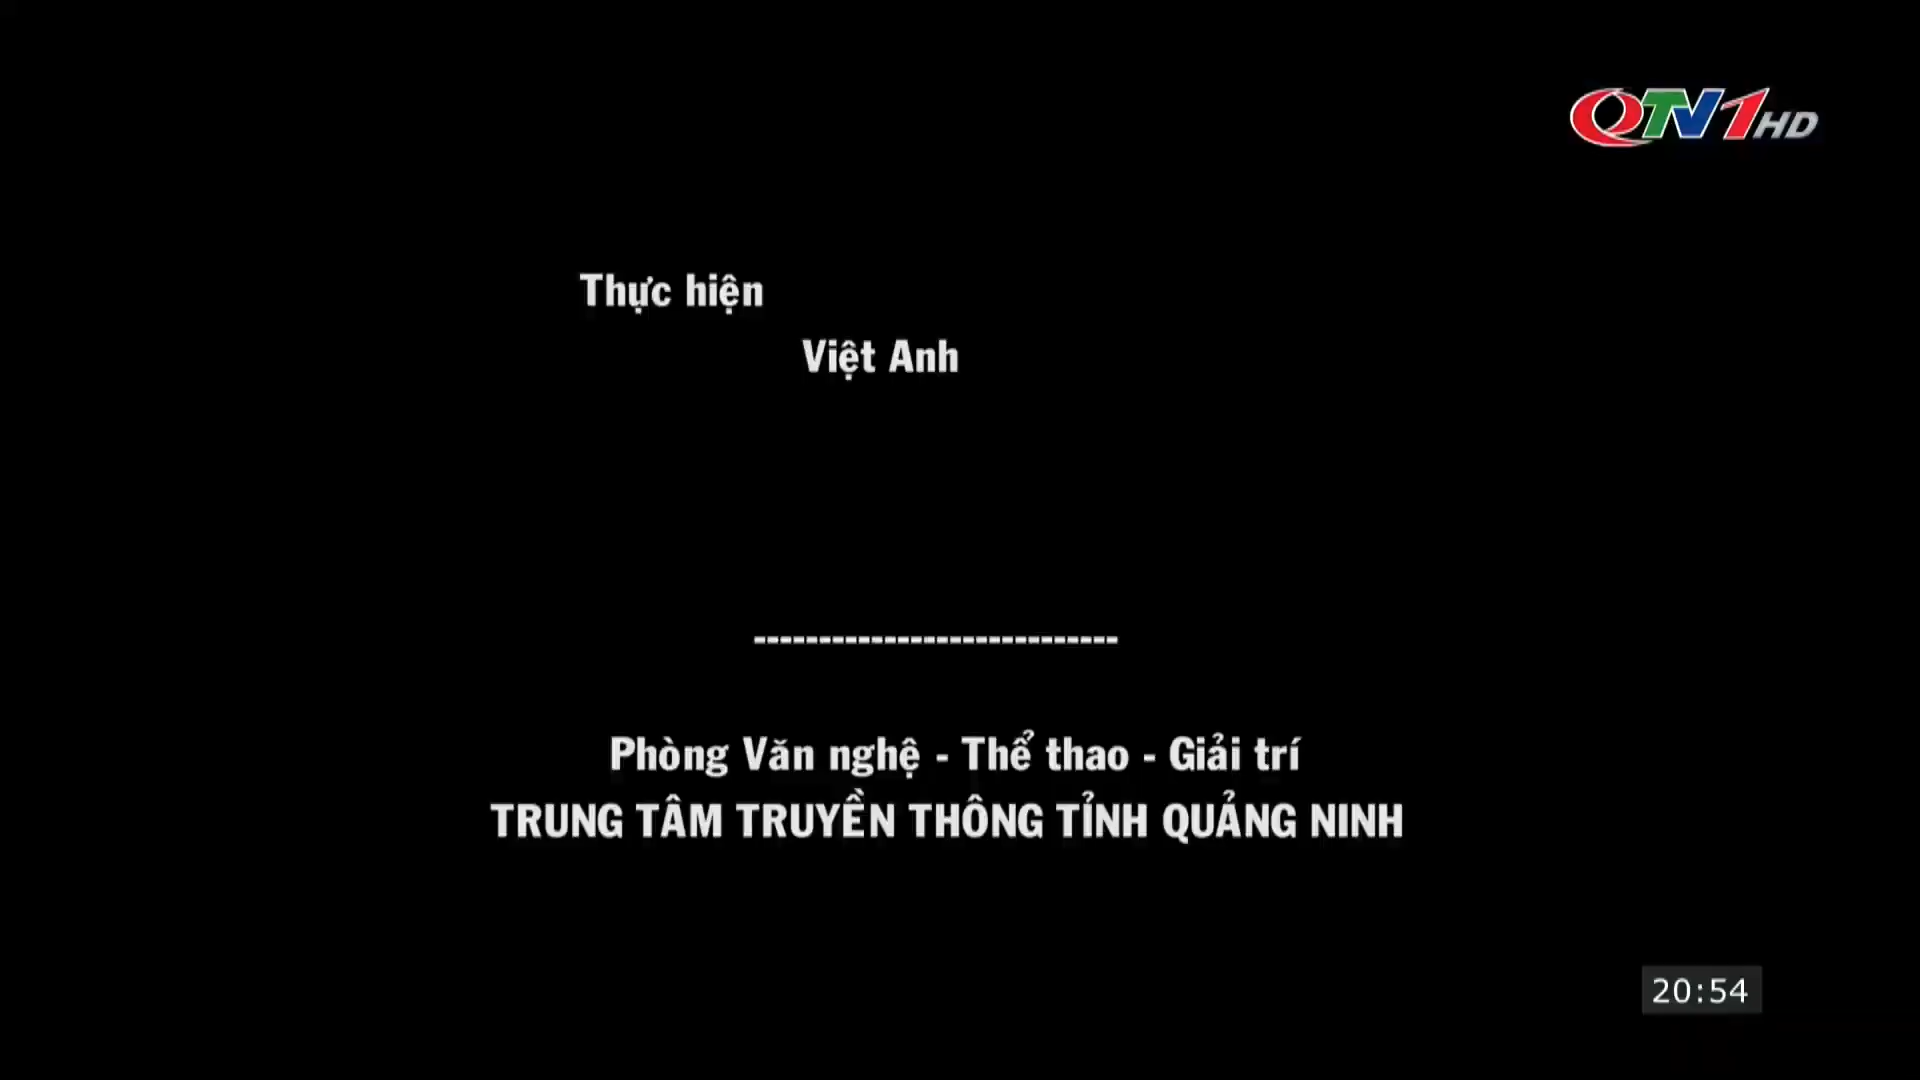 QTV1HD
Thực hiện
Việt Anh
----------------------------
Phòng Văn nghệ - Thể thao - Giải trí
TRUNG TÂM TRUYỀN THÔNG TỈNH QUẢNG NINH
20:54